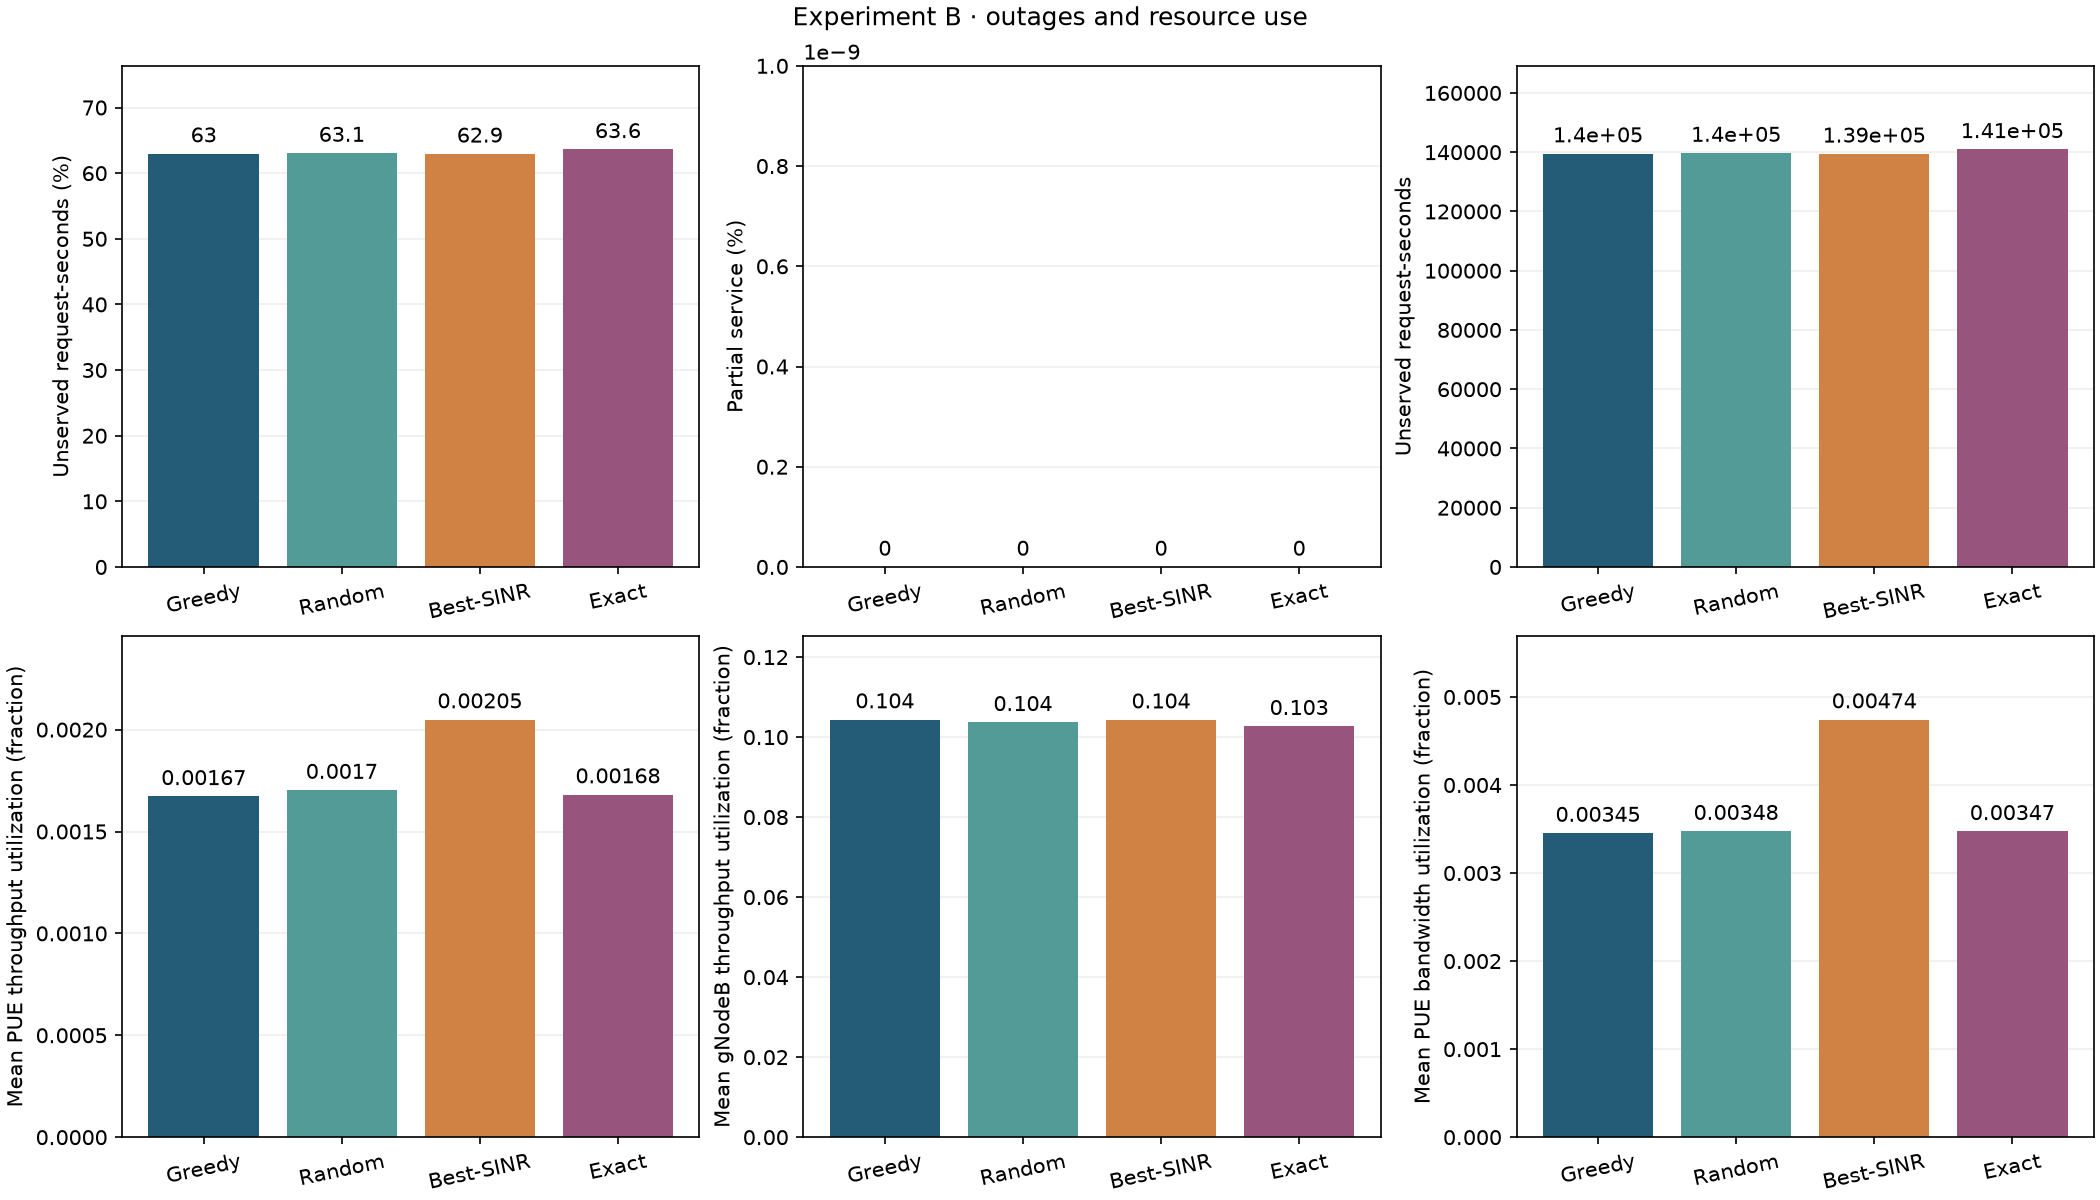 Experiment B · outages and resource use
Unserved request-seconds (%)
70
60
50
40
30
20
10
0
63
63.1
62.9
63.6
Greedy
Random
Best-SINR
Exact
1e−9
Partial service (%)
1.0
0.8
0.6
0.4
0.2
0.0
0
0
0
0
Greedy
Random
Best-SINR
Exact
Unserved request-seconds
160000
140000
120000
100000
80000
60000
40000
20000
0
1.4e+05
1.4e+05
1.39e+05
1.41e+05
Greedy
Random
Best-SINR
Exact
Mean PUE throughput utilization (fraction)
0.0020
0.0015
0.0010
0.0005
0.0000
0.00167
0.0017
0.00205
0.00168
Greedy
Random
Best-SINR
Exact
Mean gNodeB throughput utilization (fraction)
0.12
0.10
0.08
0.06
0.04
0.02
0.00
0.104
0.104
0.104
0.103
Greedy
Random
Best-SINR
Exact
Mean PUE bandwidth utilization (fraction)
0.005
0.004
0.003
0.002
0.001
0.000
0.00345
0.00348
0.00474
0.00347
Greedy
Random
Best-SINR
Exact